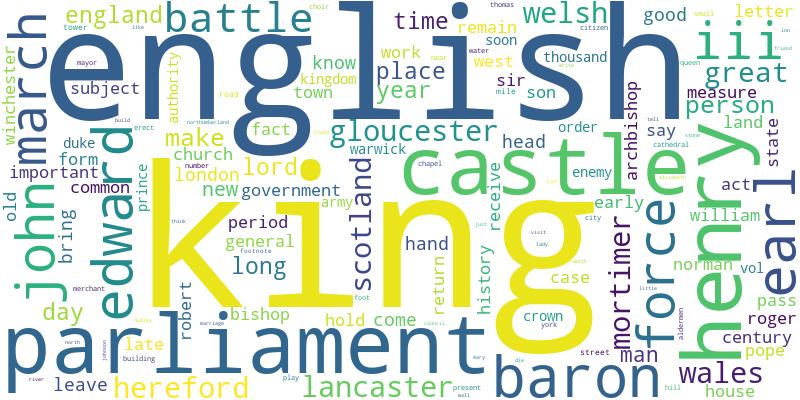 english
king
parliament
castle
henry
edward
baron
battle
earl
iii
john
march
force
mortimer
scotland
gloucester
lancaster
hereford
wales
welsh
england
great
person
lord
place
year
time
long
make
day
new
man
london
government
church
town
know
kingdom
work
west
remain
soon
sir
son
thousand
good
letter
measure
land
say
state
act
archbishop
head
order
enemy
early
william
norman
vol
pass
roger
century
pope
house
case
crown
city
hand
receive
history
return
army
period
general
bishop
hold
come
robert
late
leave
important
common
prince
bring
old
form
duke
subject
winchester
authority
fact
warwick
tower
choir
thomas
citizen
small
queen
water
near
mile
like
mayor
road
build
northumberland
erect
number
chapel
footnote
think
foot
merchant
north
johnson
building
river
marriage
play
council
mary
present
wall
die
street
york
lady
visit
just
aldermen
hill
little
cathedral
stone
tell
inn
friend